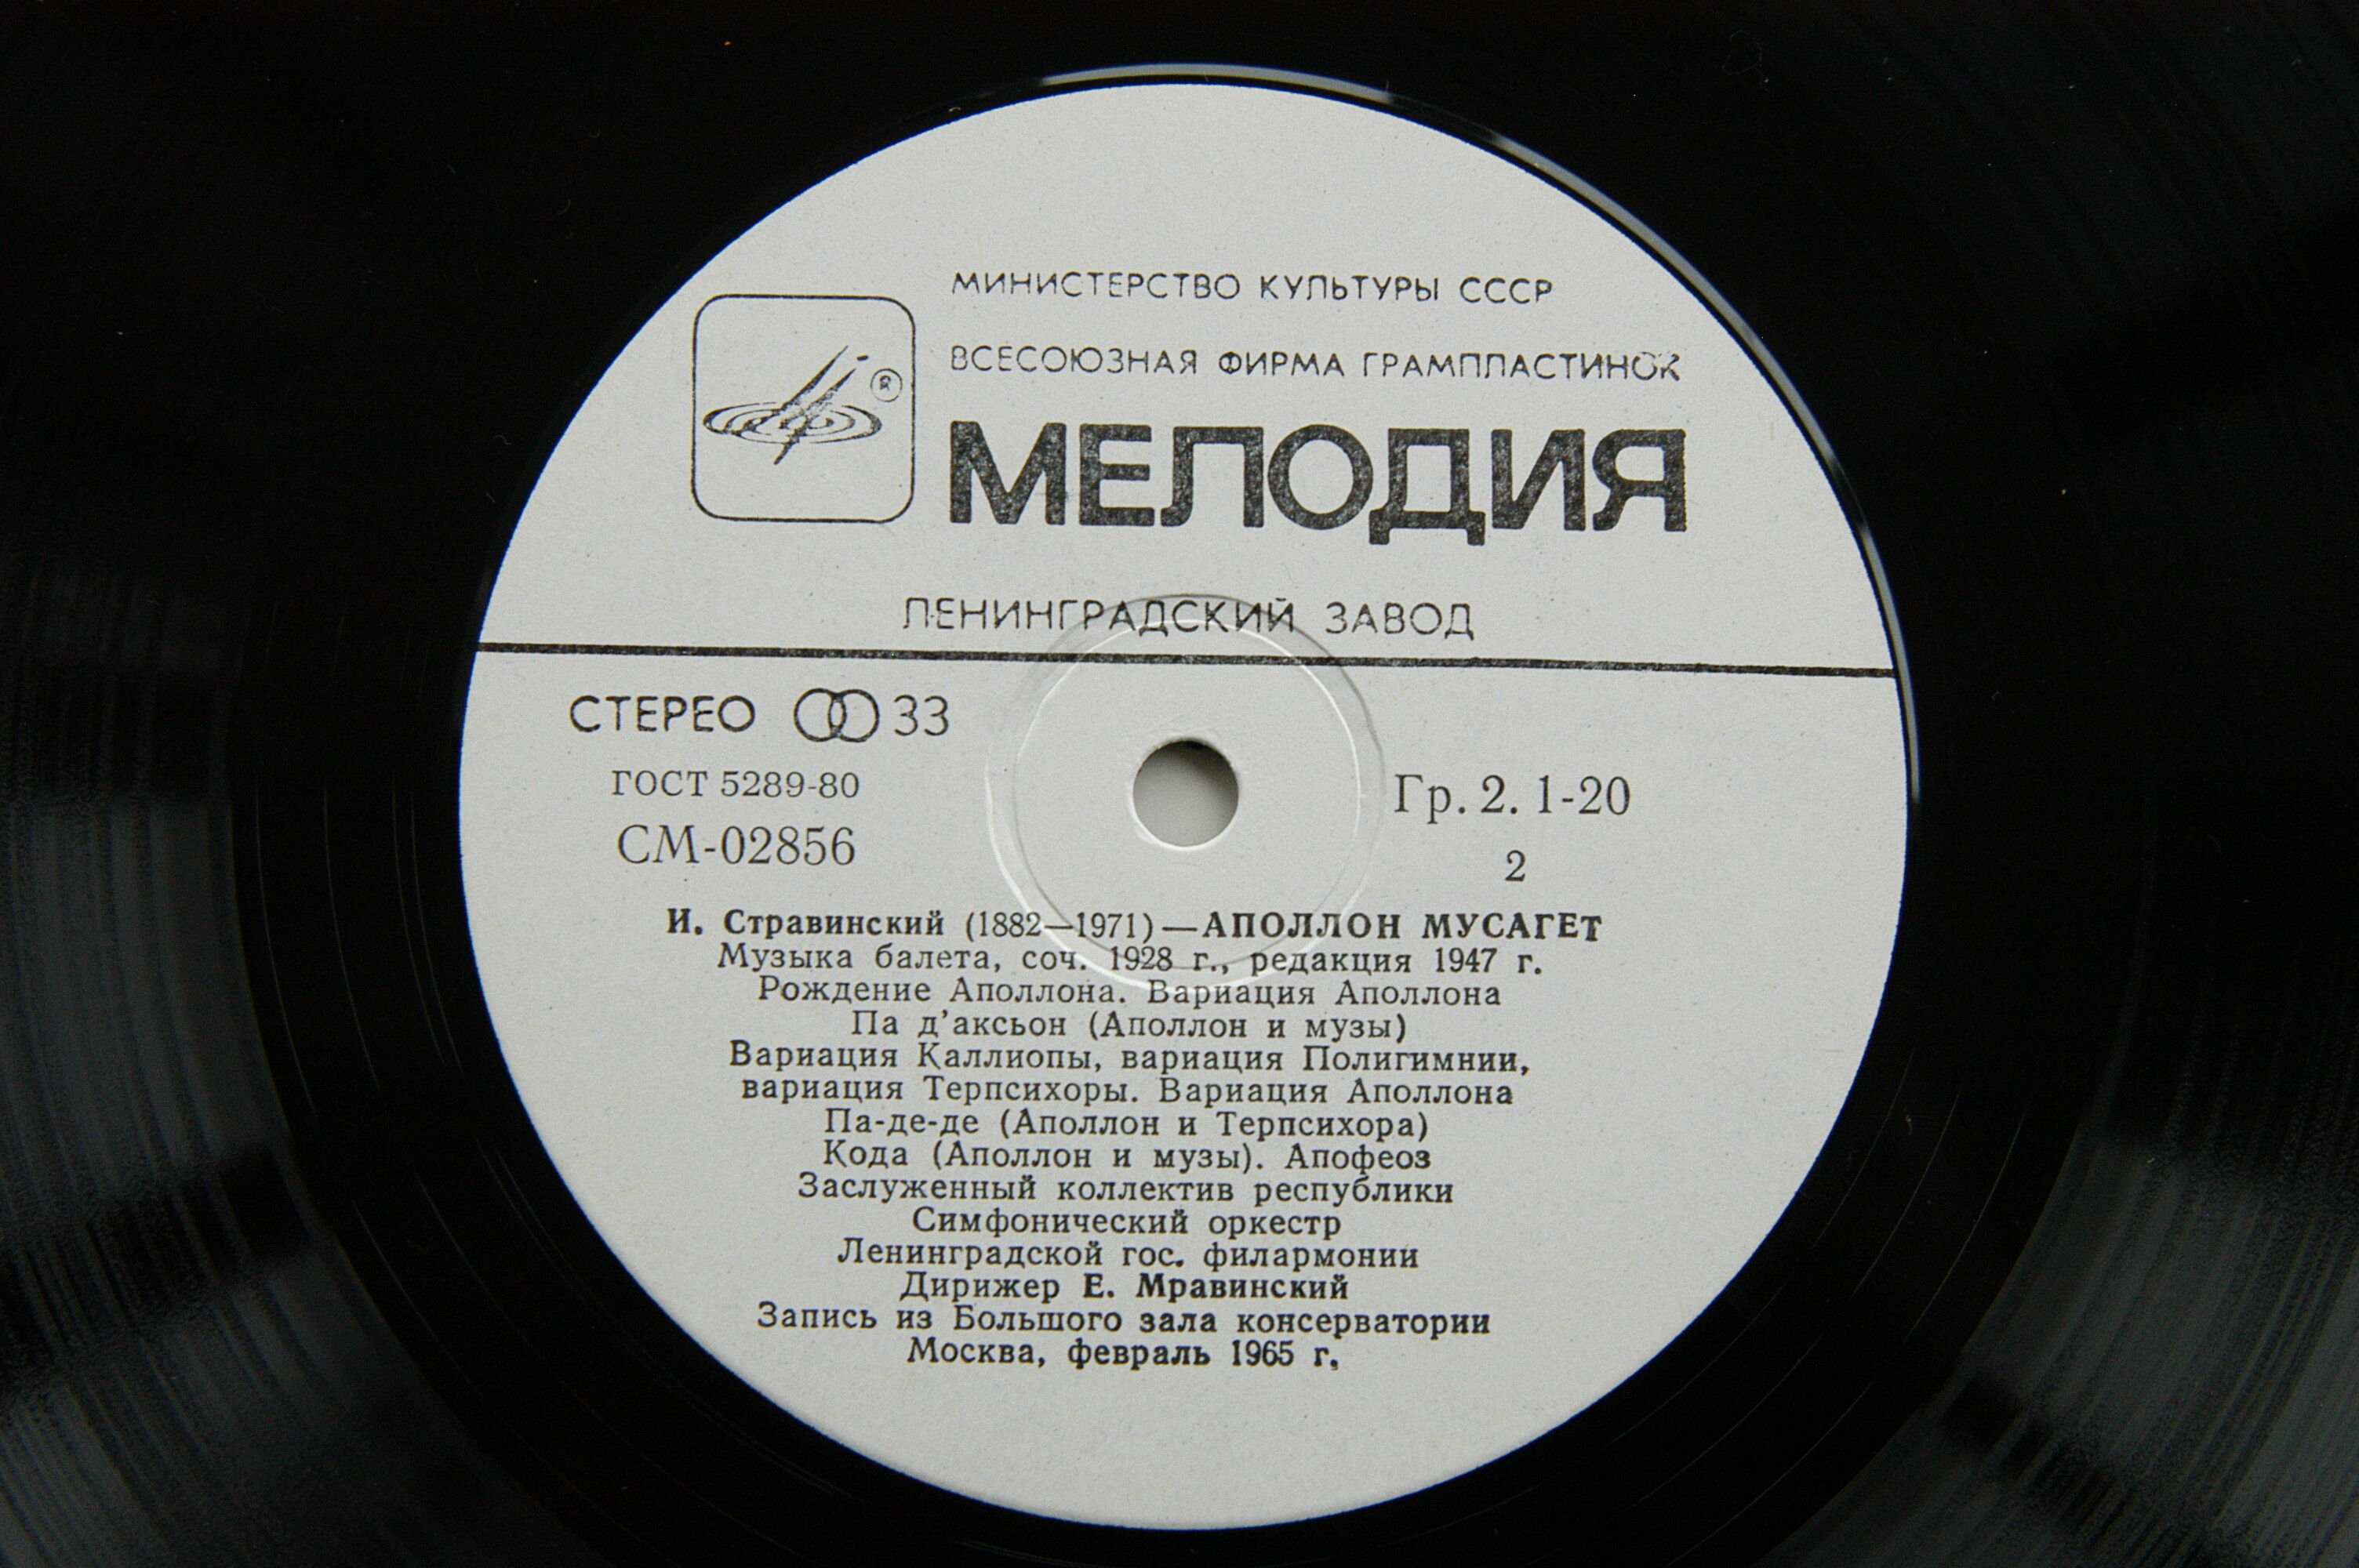 МИНИСТЕРСТВО КУЛЬТУРЫ СССР
ВСЕСОЮЗНАЯ ФИРМА ГРАМПЛАСТИНОК
®
МЕЛОДИЯ
ЛЕНИНГРАДСКИЙ ЗАВОД
СТЕРЕО 33
ГОСТ 5289-80
Гр. 2. 1-20
СМ-02856
2
И. Стравинский (1882—1971)—АПОЛЛОН МУСАГЕТ
Музыка балета, соч. 1928 г., редакция 1947 г.
Рождение Аполлона. Вариация Аполлона
Па д'аксьон (Аполлон и музы)
Вариация Каллиопы, вариация Полигимнии,
вариация Терпсихоры. Вариация Аполлона
Па-де-де (Аполлон и Терпсихора)
Кода (Аполлон и музы). Апофеоз
Заслуженный коллектив республики
Симфонический оркестр
Ленинградской гос. филармонии
Дирижер Е. Мравинский
Запись из Большого зала консерватории
Москва, февраль 1965 г.